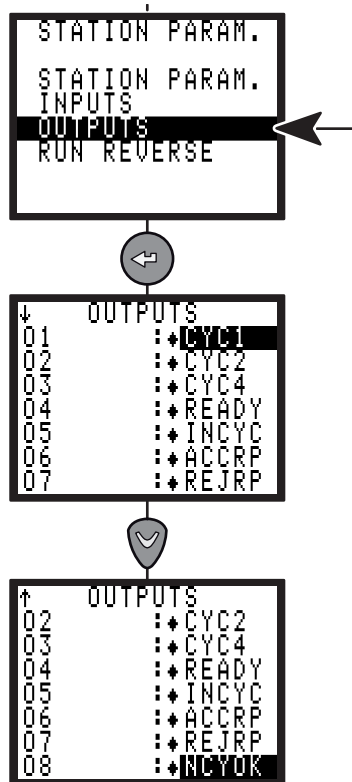 STATION PARAM.
STATION PARAM.
INPUTS
OUTPUTS
RUN REVERSE
↓ OUTPUTS
01 :♦CYC1
02 :♦CYC2
03 :♦CYC4
04 :♦READY
05 :♦INCYC
06 :♦ACCRP
07 :♦REJRP
↑ OUTPUTS
02 :♦CYC2
03 :♦CYC4
04 :♦READY
05 :♦INCYC
06 :♦ACCRP
07 :♦REJRP
08 :♦NCYOK